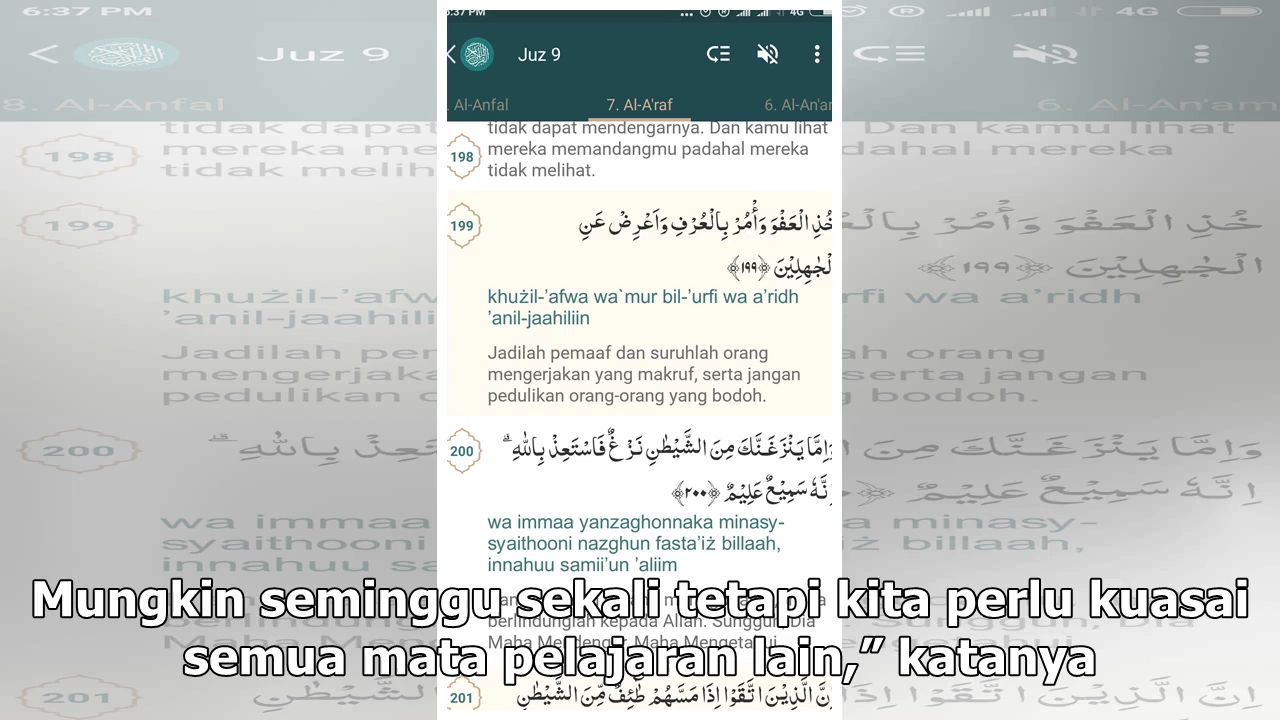 5:37 PM
4G
Juz 9
Al-Anfal 7. Al-A'raf 6. Al-An'am
tidak dapat mendengarnya. Dan kamu lihat
198 mereka memandangmu padahal mereka
tidak melihat.
199 خُذِ الْعَفْوَ وَأْمُرْ بِالْعُرْفِ وَاَعْرِضْ عَنِ
الْجٰهِلِيْنَ ﴿١٩٩﴾
khużil-’afwa wa`mur bil-’urfi wa a’ridh
’anil-jaahiliin
Jadilah pemaaf dan suruhlah orang
mengerjakan yang makruf, serta jangan
pedulikan orang-orang yang bodoh.
200 وَاِمَّا يَنْزَغَنَّكَ مِنَ الشَّيْطٰنِ نَزْغٌ فَاسْتَعِذْ بِاللّٰهِ ۗ
اِنَّهٗ سَمِيْعٌ عَلِيْمٌ ﴿٢٠٠﴾
wa immaa yanzaghonnaka minasy-
syaithooni nazghun fasta’iż billaah,
innahuu samii’un ’aliim
berlindunglah kepada Allah. Sungguh, Dia
Maha Mendengar, Maha Mengetahui.
Mungkin seminggu sekali tetapi kita perlu kuasai
semua mata pelajaran lain,” katanya
201 اِنَّ الَّذِيْنَ اتَّقَوْا اِذَا مَسَّهُمْ طٰۤىِٕفٌ مِّنَ الشَّيْطٰنِ